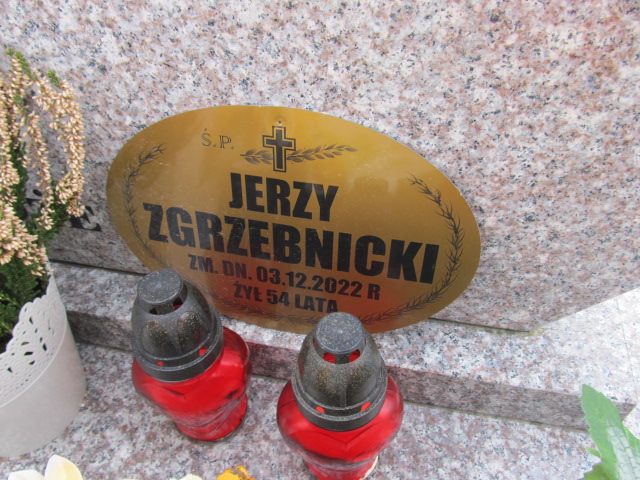 Ś.P.
JERZY
ZGRZEBNICKI
ZM. DN. 03.12.2022 R
ŻYŁ 54 LATA